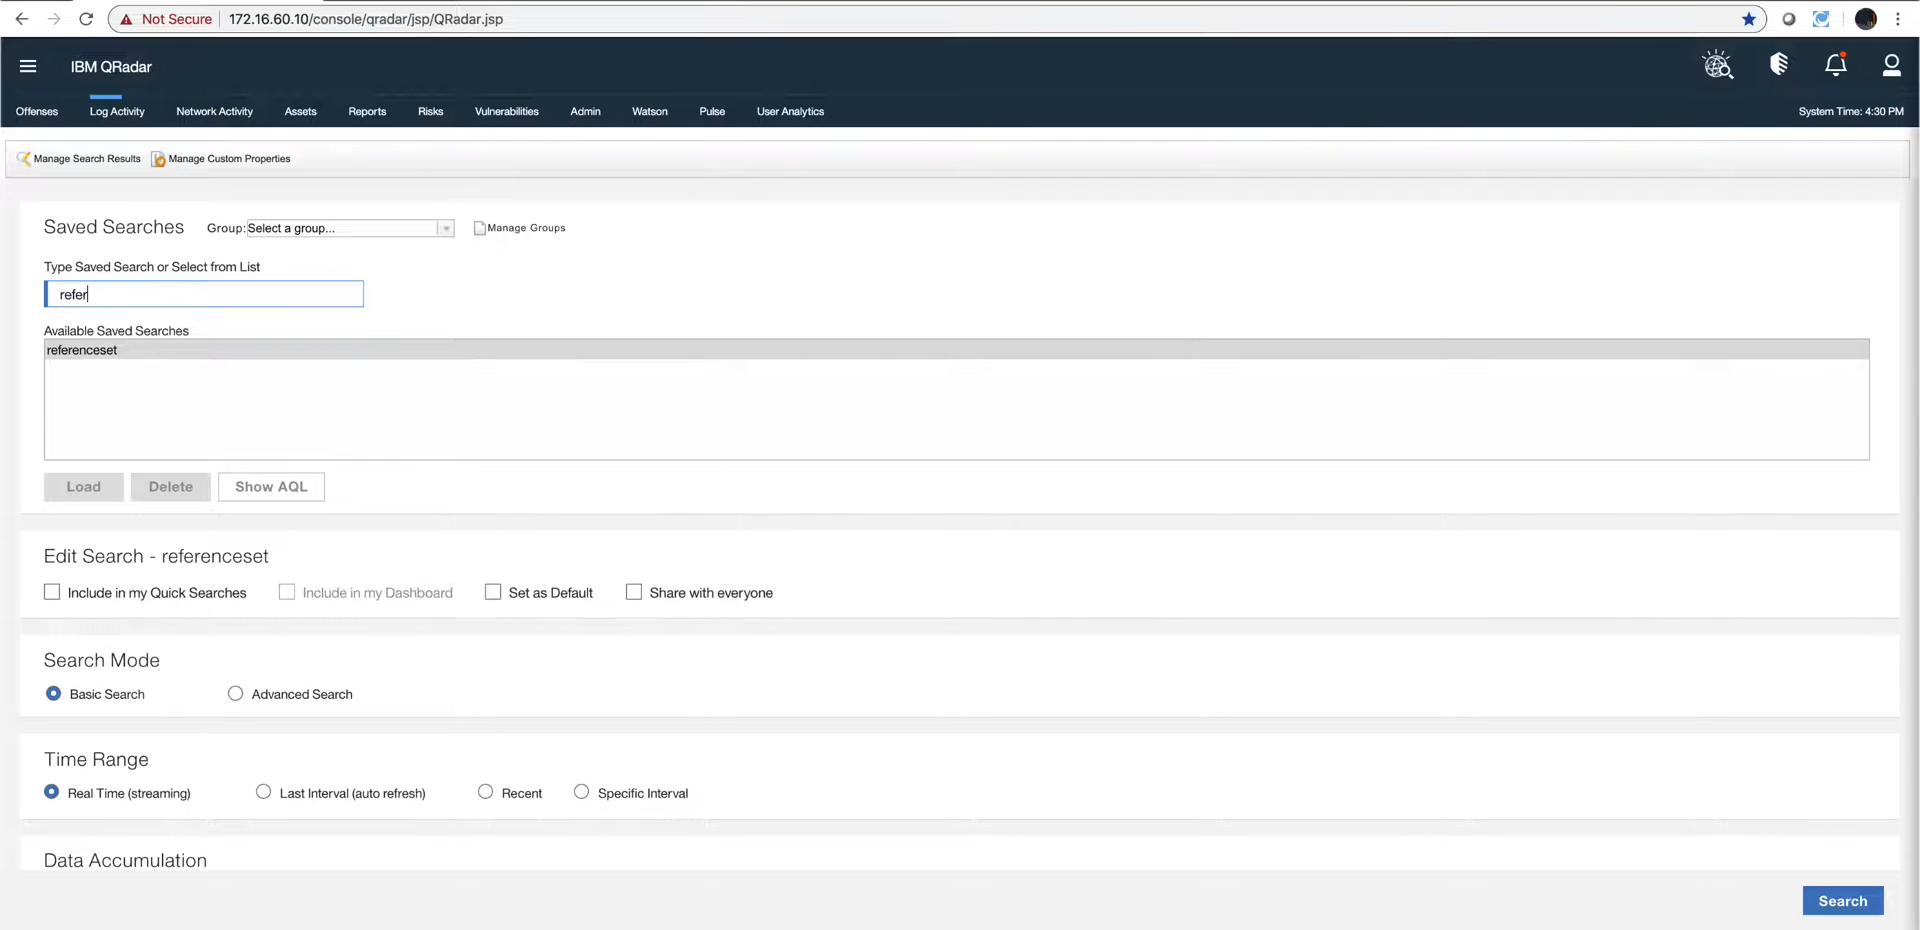 Not Secure 172.16.60.10/console/qradar/jsp/QRadar.jsp
IBM QRadar
Offenses Log Activity Network Activity Assets Reports Risks Vulnerabilities Admin Watson Pulse User Analytics System Time: 4:30 PM
Manage Search Results Manage Custom Properties
Saved Searches Group: Select a group... Manage Groups
Type Saved Search or Select from List
refer
Available Saved Searches
referenceset
Load Delete Show AQL
Edit Search - referenceset
Include in my Quick Searches Include in my Dashboard Set as Default Share with everyone
Search Mode
Basic Search Advanced Search
Time Range
Real Time (streaming) Last Interval (auto refresh) Recent Specific Interval
Data Accumulation
Search